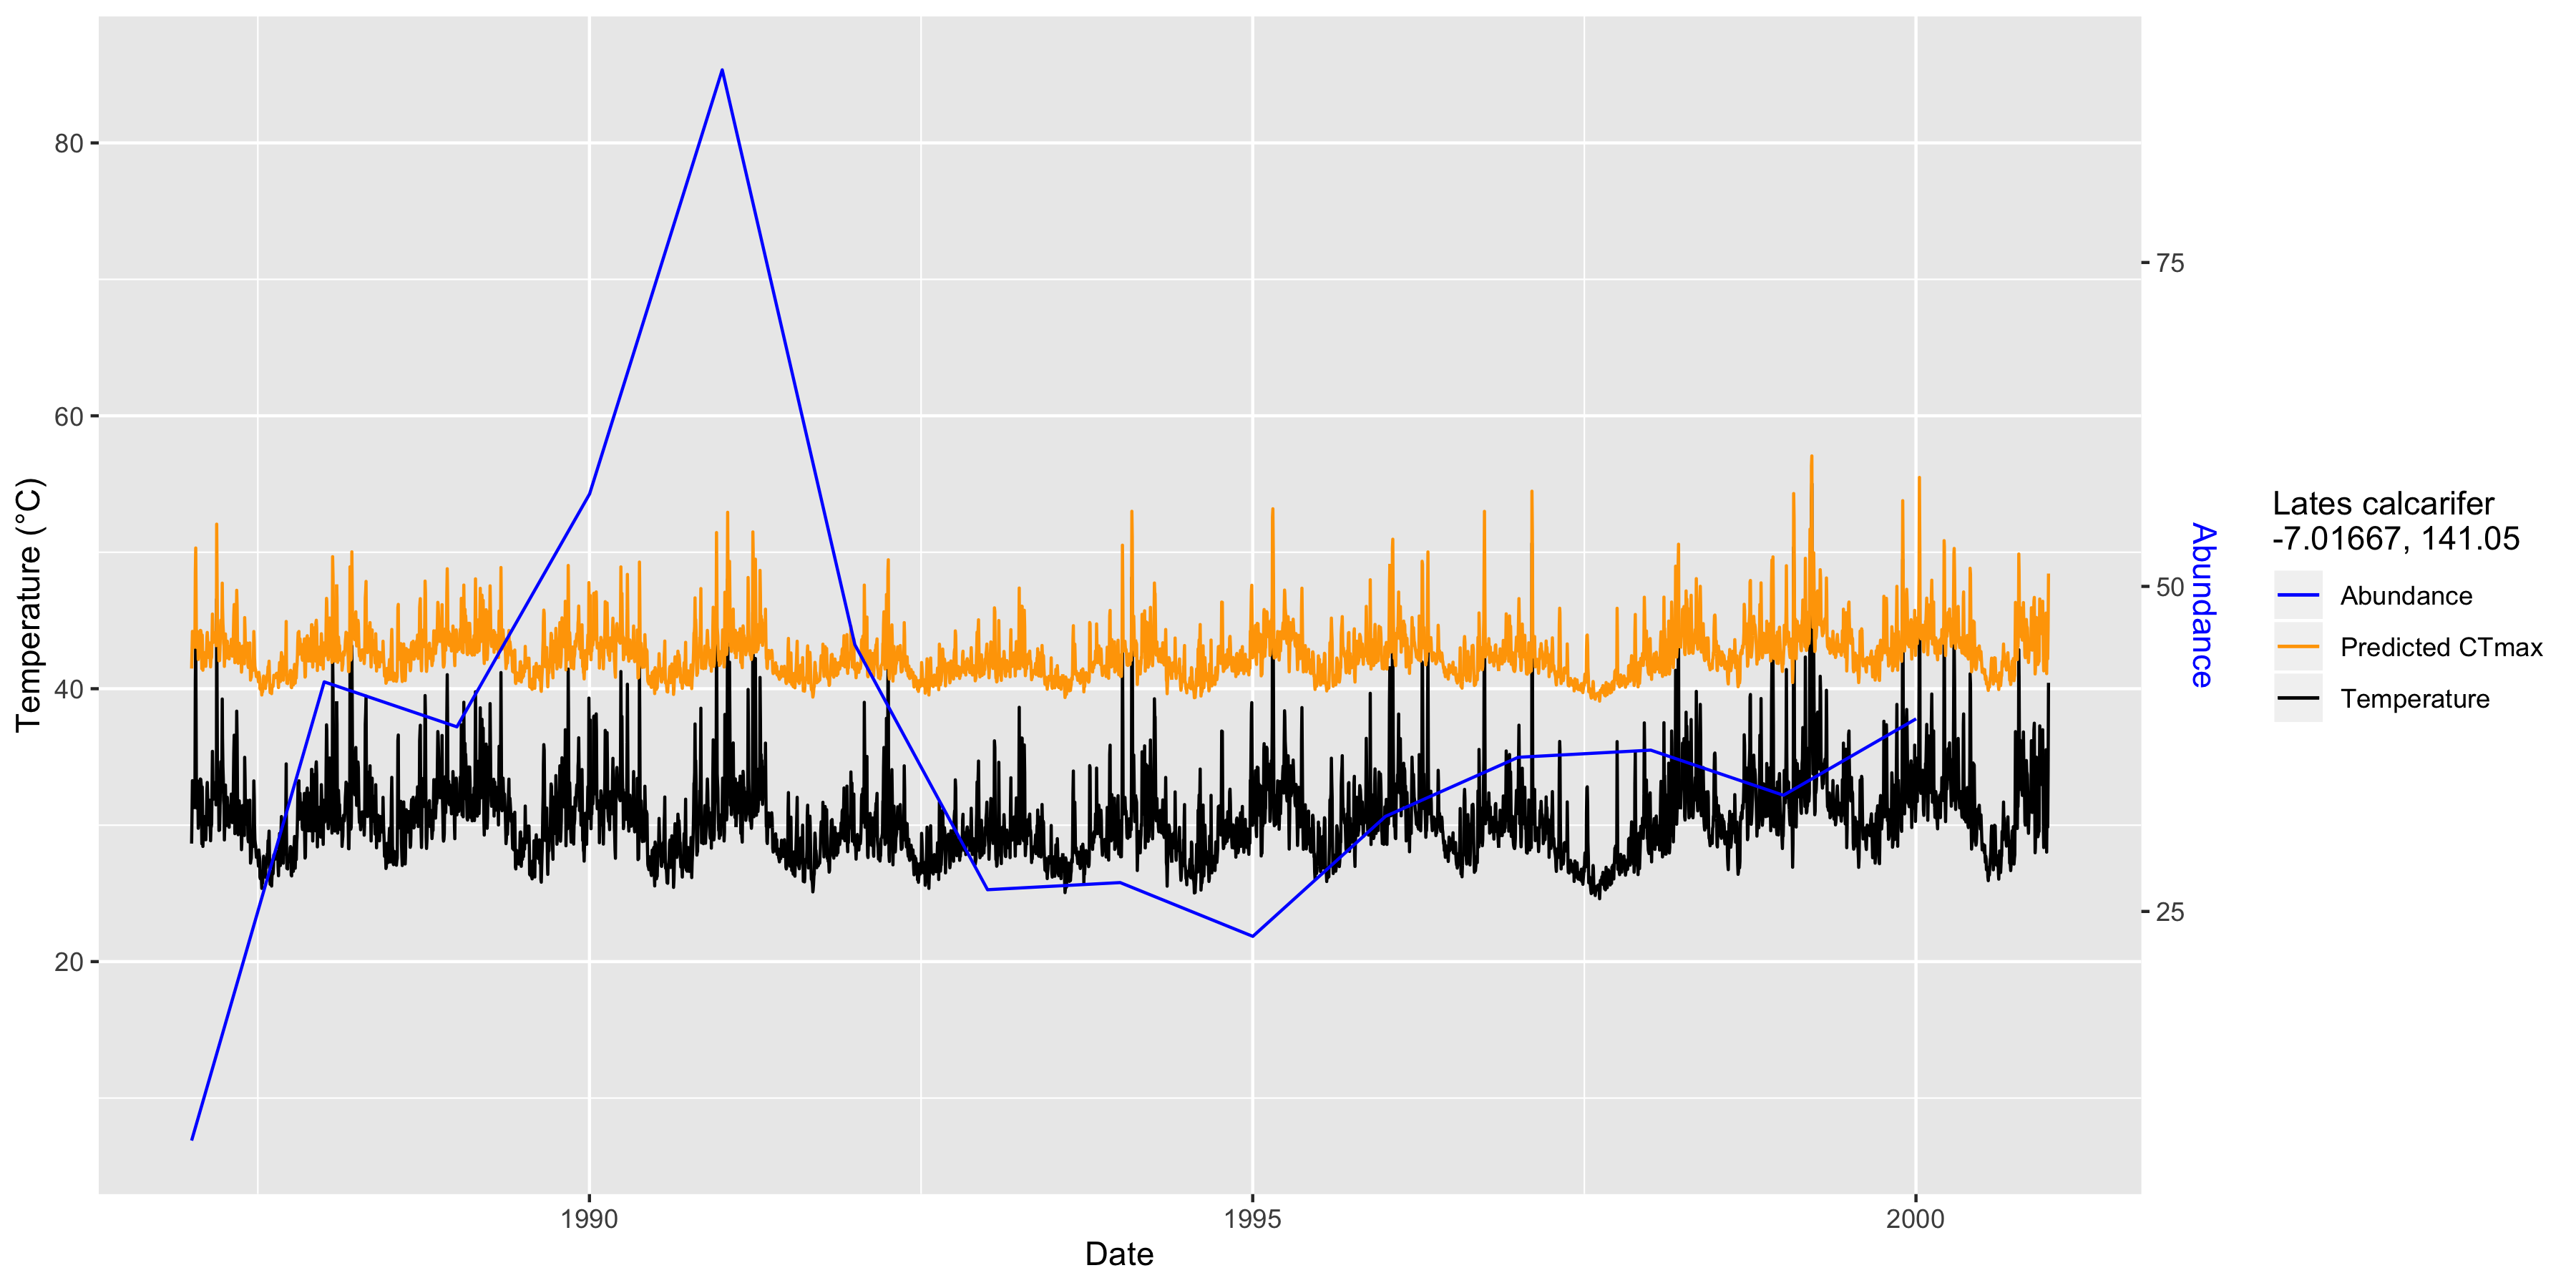 80
60
40
20
Temperature (°C)
75
50
25
Abundance
1990
1995
2000
Date
Lates calcarifer
-7.01667, 141.05
Abundance
Predicted CTmax
Temperature